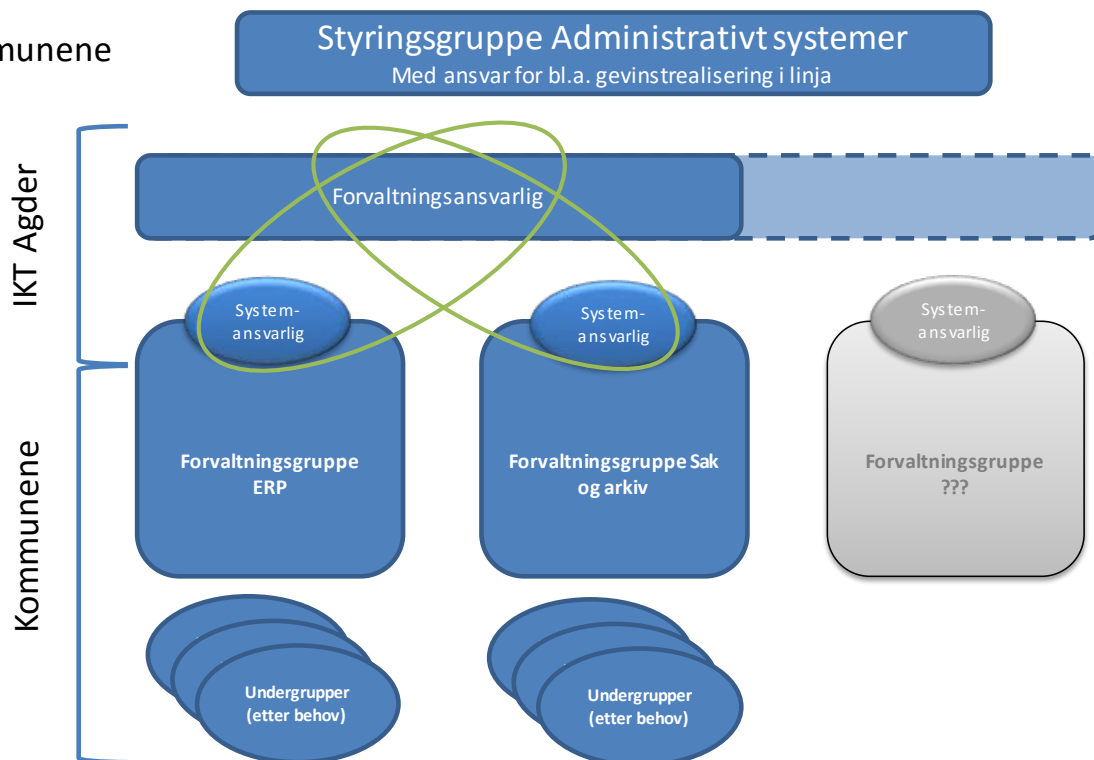 munene
Styringsgruppe Administrativt systemer
Med ansvar for bl.a. gevinstrealisering i linja
IKT Agder
Forvaltningsansvarlig
System-
ansvarlig
System-
ansvarlig
System-
ansvarlig
Kommunene
Forvaltningsgruppe
ERP
Forvaltningsgruppe Sak
og arkiv
Forvaltningsgruppe
???
Undergrupper
(etter behov)
Undergrupper
(etter behov)